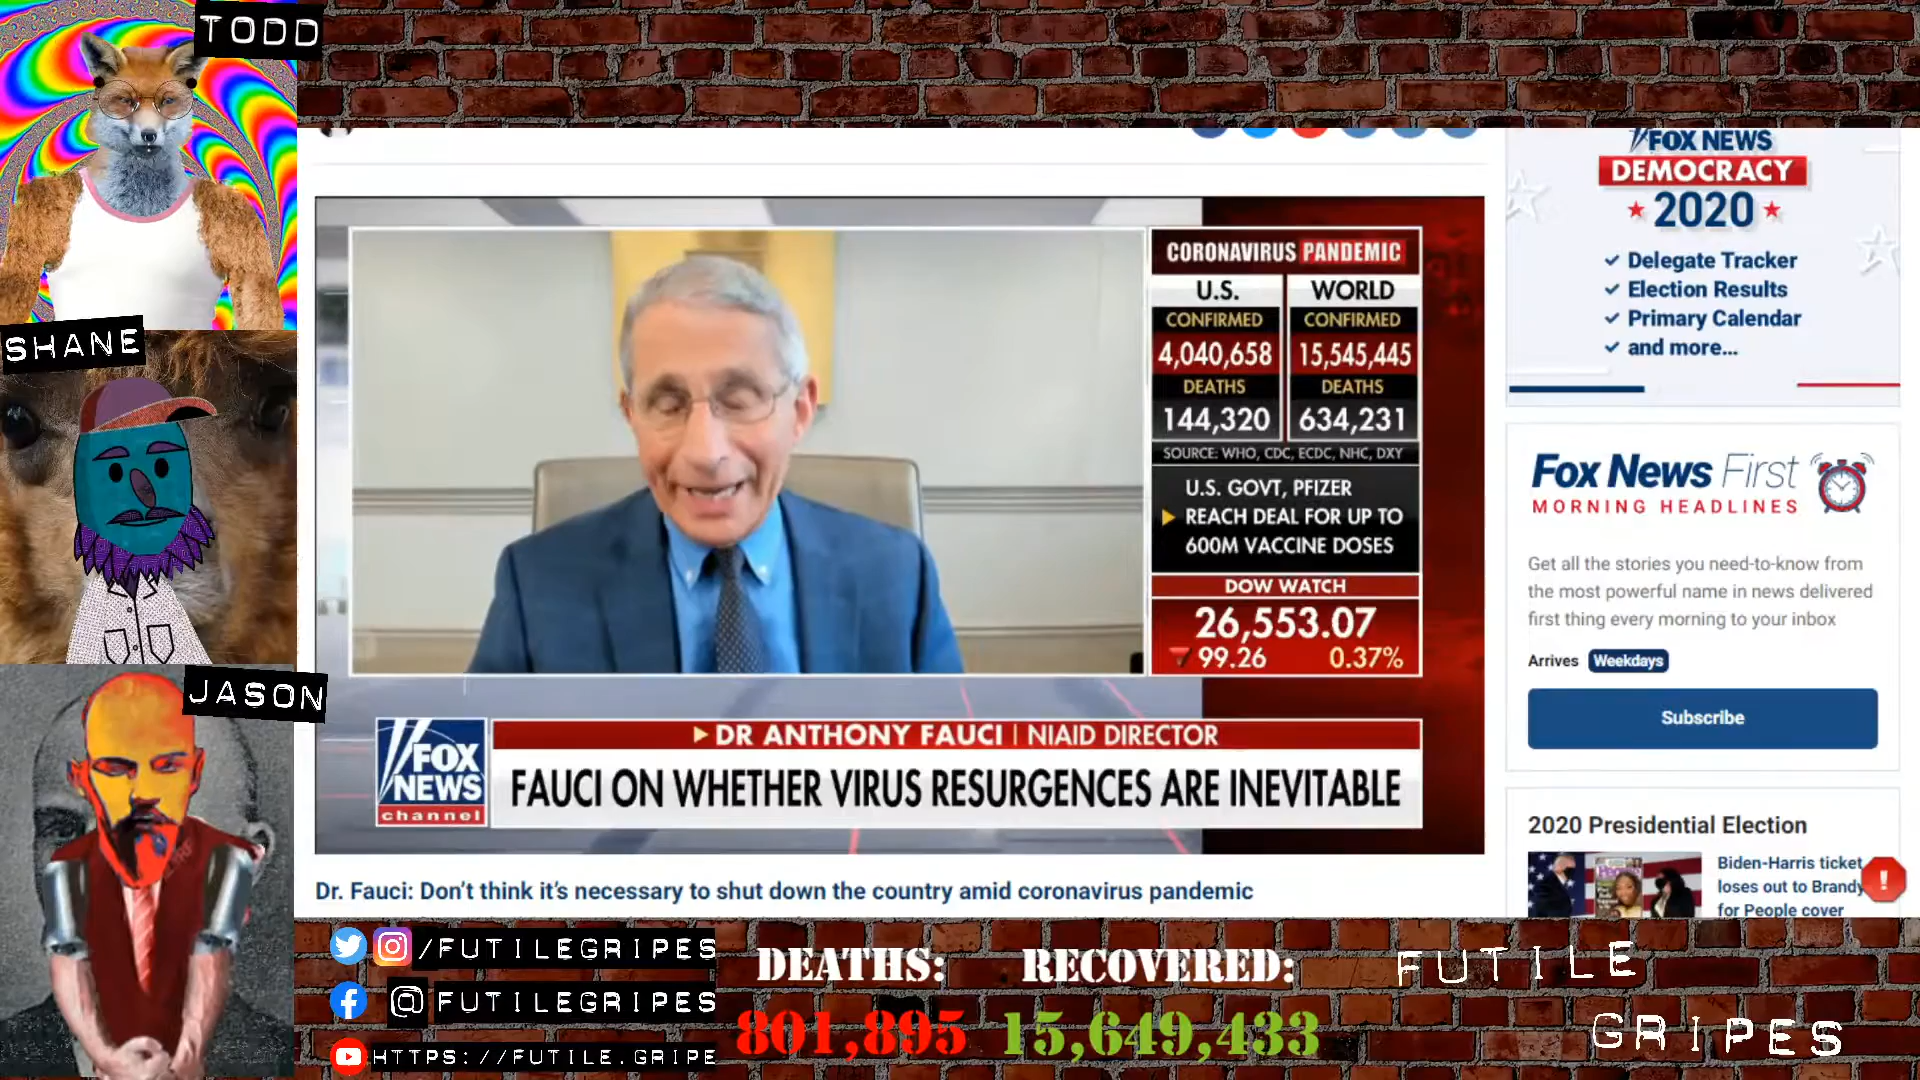 TODD
SHANE
JASON
FOX NEWS
DEMOCRACY
2020
Delegate Tracker
Election Results
Primary Calendar
and more...
CORONAVIRUS PANDEMIC
U.S. WORLD
CONFIRMED CONFIRMED
4,040,658 15,545,445
DEATHS DEATHS
144,320 634,231
SOURCE: WHO, CDC, ECDC, NHC, DXY
U.S. GOVT, PFIZER
REACH DEAL FOR UP TO
600M VACCINE DOSES
DOW WATCH
26,553.07
99.26 0.37%
DR ANTHONY FAUCI | NIAID DIRECTOR
FOX
NEWS
channel
FAUCI ON WHETHER VIRUS RESURGENCES ARE INEVITABLE
Dr. Fauci: Don't think it's necessary to shut down the country amid coronavirus pandemic
Fox News First
MORNING HEADLINES
Get all the stories you need-to-know from
the most powerful name in news delivered
first thing every morning to your inbox
Arrives Weekdays
Subscribe
2020 Presidential Election
Biden-Harris ticket
loses out to Brandy
for People cover
/FUTILEGRIPES
@FUTILEGRIPES
HTTPS://FUTILE.GRIPE
DEATHS: RECOVERED:
801,895 15,649,433
FUTILE
GRIPES